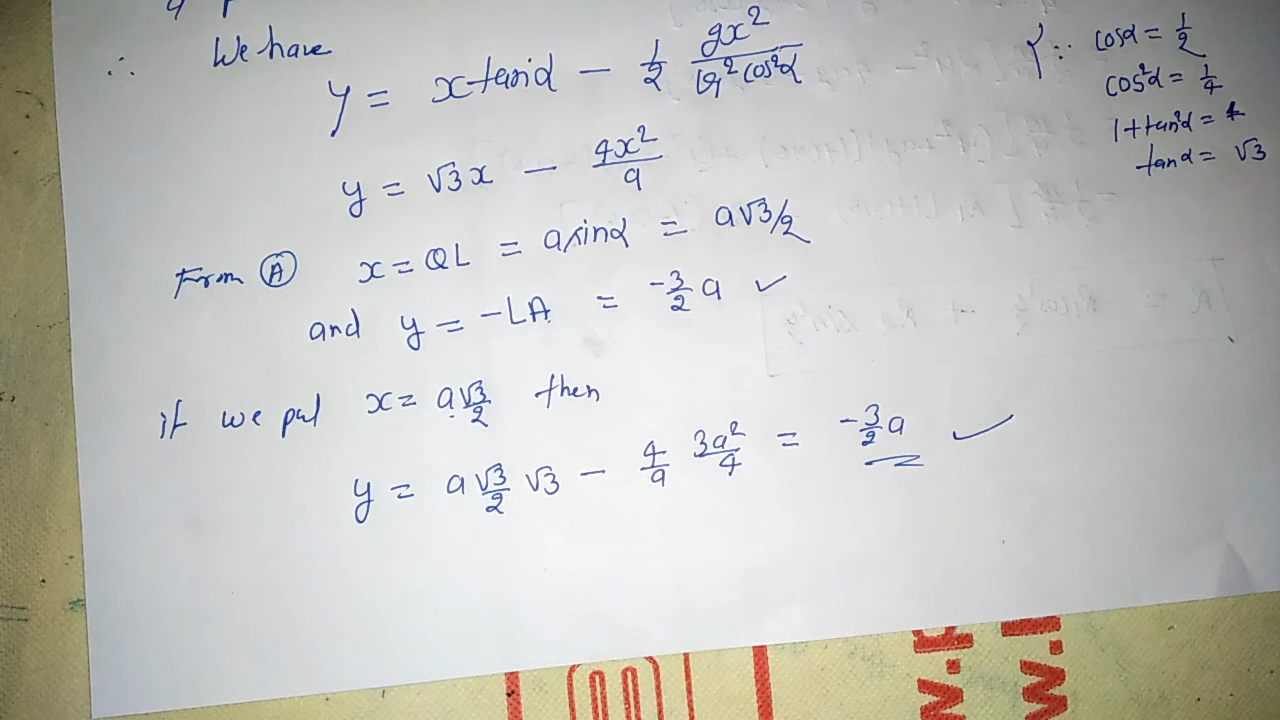 ∴ We have
y = x tanα − 1/2 gx²/(v₁² cos²α) { ∵ cosα = 1/2
cos²α = 1/4
1 + tan²α = 4
tanα = √3
y = √3x − 4x²/a
From Ⓐ x = QL = a sinα = a√3/2
and y = −LA = −3/2 a ✓
if we put x = a√3/2 then
y = a √3/2 √3 − 4/a 3a²/4 = −3/2 a ✓
w.
w.